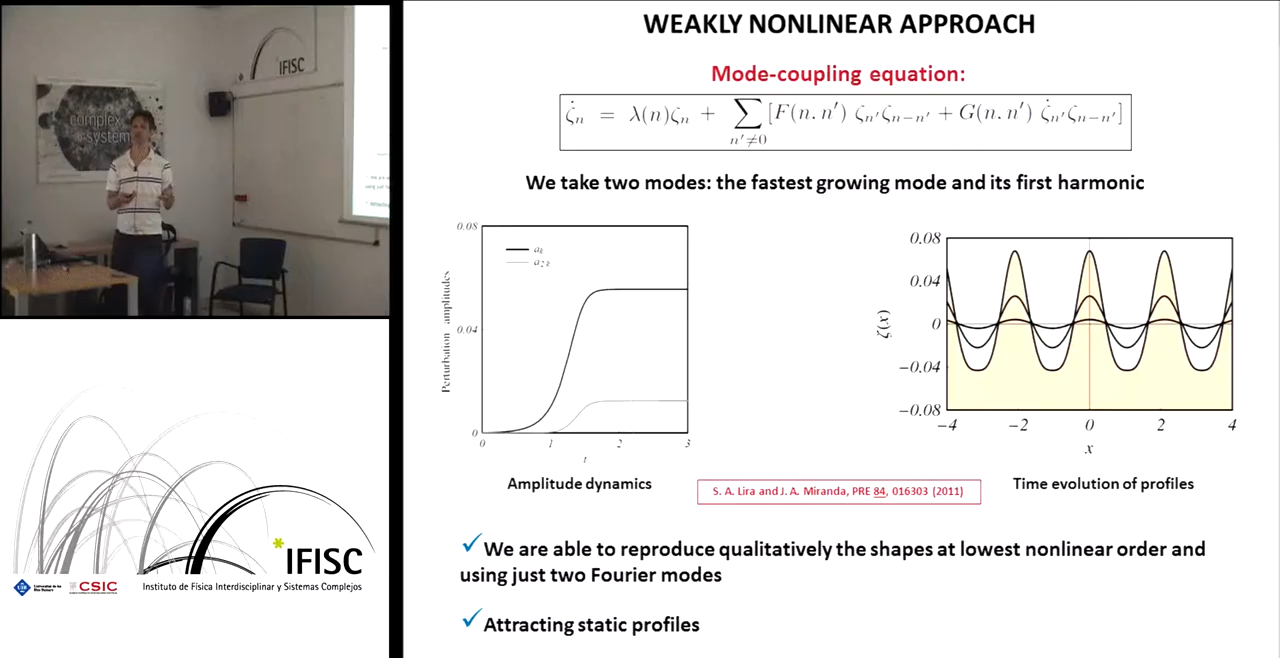 IFISC
complex
system
WEAKLY NONLINEAR APPROACH
Mode-coupling equation:
ζ̇ₙ = λ(n)ζₙ + ∑ₙ′≠₀ [F(n, n′) ζₙ′ζₙ₋ₙ′ + G(n, n′) ζ̇ₙ′ζₙ₋ₙ′]
We take two modes: the fastest growing mode and its first harmonic
0.08
aₖ
a₂ₖ
0.04
0
Perturbation amplitudes
0 1 2 3
t
Amplitude dynamics
0.08
0.04
0
−0.04
−0.08
ζ(x)
−4 −2 0 2 4
x
Time evolution of profiles
S. A. Lira and J. A. Miranda, PRE 84, 016303 (2011)
✓We are able to reproduce qualitatively the shapes at lowest nonlinear order and
using just two Fourier modes
✓Attracting static profiles
IFISC
CSIC
Instituto de Física Interdisciplinar y Sistemas Complejos